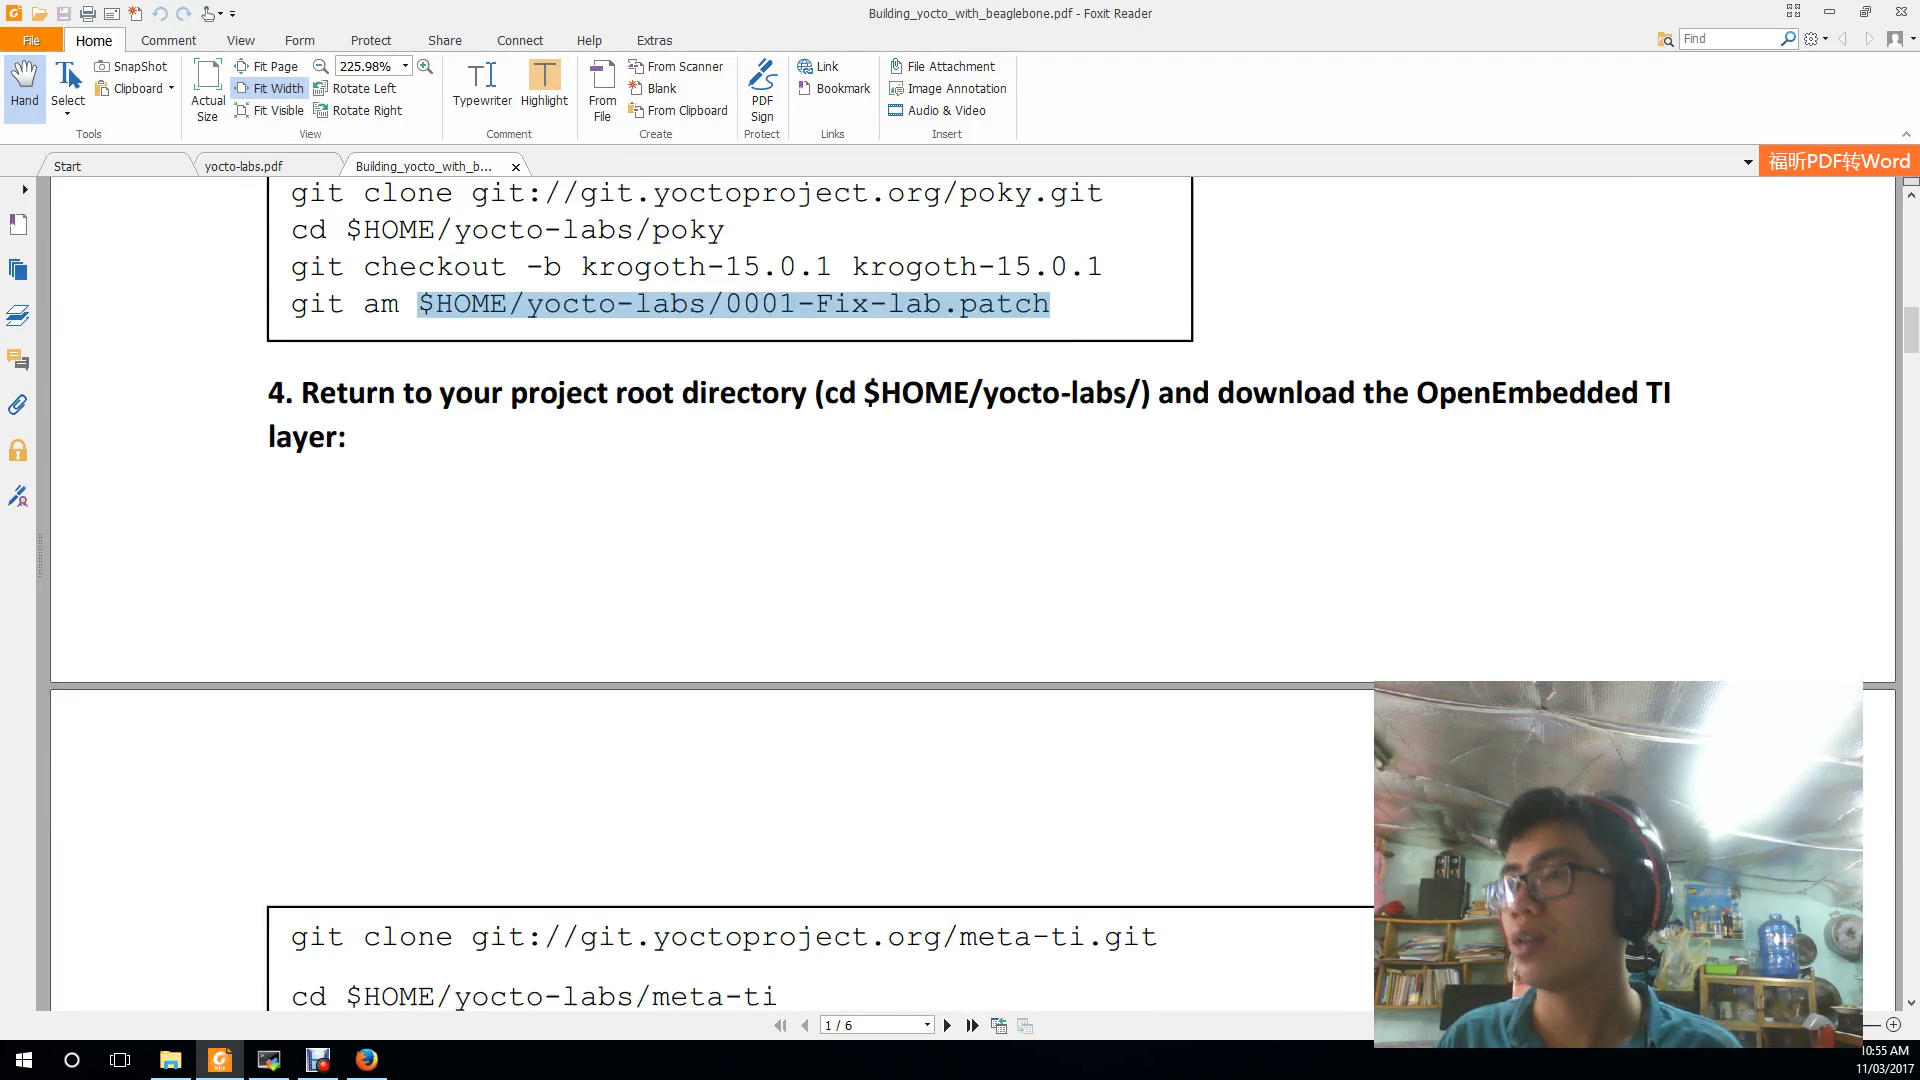 Building_yocto_with_beaglebone.pdf - Foxit Reader
File Home Comment View Form Protect Share Connect Help Extras
Find
Hand
Select
SnapShot
Clipboard
Tools
Actual Size
Fit Page
Fit Width
Fit Visible
225.98%
Rotate Left
Rotate Right
View
Typewriter
Highlight
Comment
From File
From Scanner
Blank
From Clipboard
Create
PDF Sign
Protect
Link
Bookmark
Links
File Attachment
Image Annotation
Audio & Video
Insert
Start
yocto-labs.pdf
Building_yocto_with_b...
福昕PDF转Word
git clone git://git.yoctoproject.org/poky.git
cd $HOME/yocto-labs/poky
git checkout -b krogoth-15.0.1 krogoth-15.0.1
git am $HOME/yocto-labs/0001-Fix-lab.patch
4. Return to your project root directory (cd $HOME/yocto-labs/) and download the OpenEmbedded TI
layer:
git clone git://git.yoctoproject.org/meta-ti.git
cd $HOME/yocto-labs/meta-ti
1 / 6
10:55 AM
11/03/2017